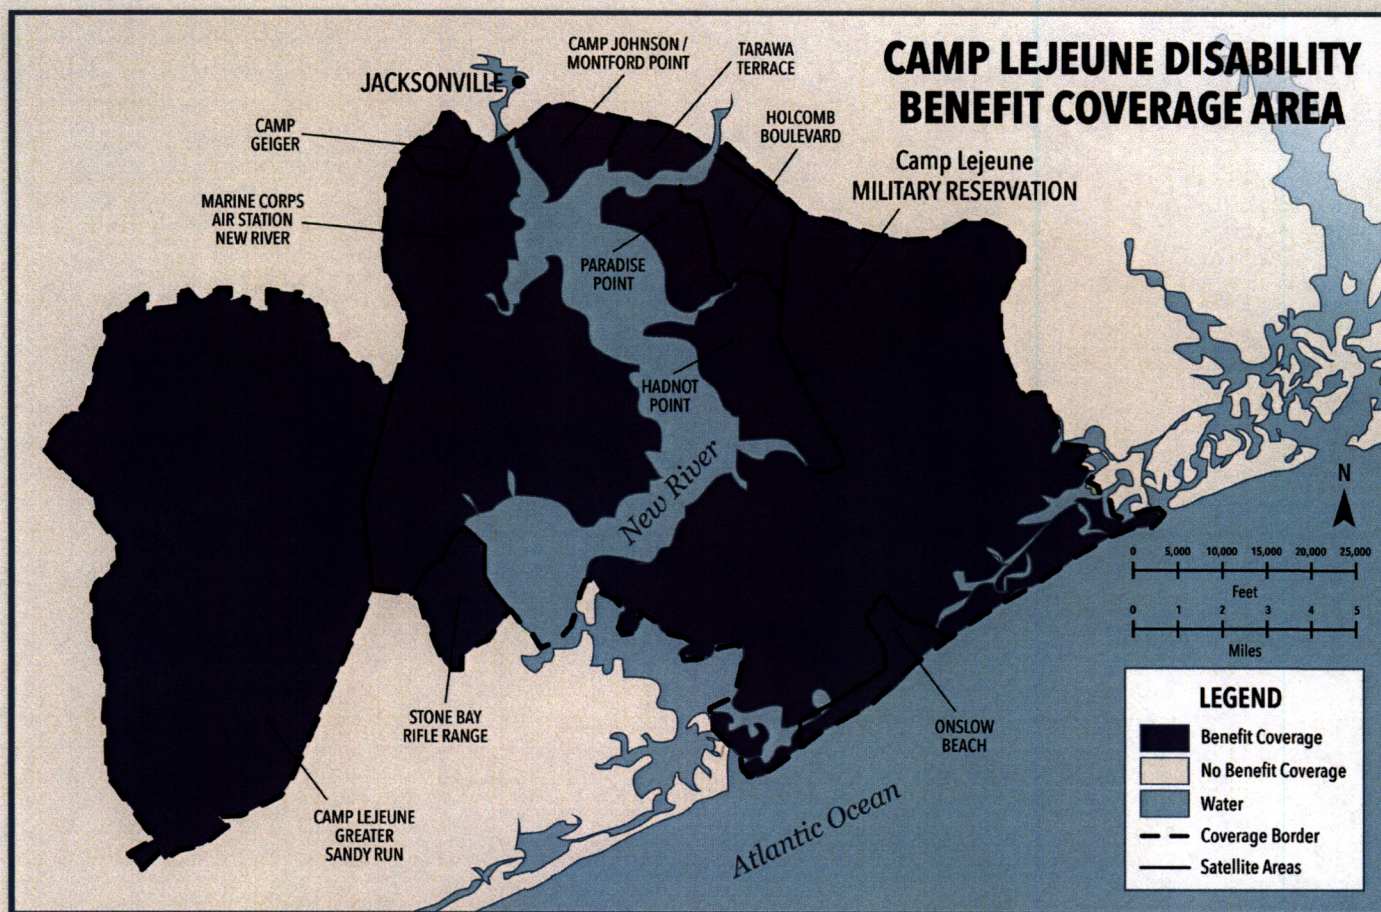 CAMP LEJEUNE DISABILITY
BENEFIT COVERAGE AREA
CAMP JOHNSON /
MONTFORD POINT
TARAWA
TERRACE
JACKSONVILLE
HOLCOMB
BOULEVARD
CAMP
GEIGER
Camp Lejeune
MILITARY RESERVATION
MARINE CORPS
AIR STATION
NEW RIVER
PARADISE
POINT
HADNOT
POINT
New River
N
0 5,000 10,000 15,000 20,000 25,000
Feet
0 1 2 3 4 5
Miles
STONE BAY
RIFLE RANGE
ONSLOW
BEACH
CAMP LEJEUNE
GREATER
SANDY RUN
Atlantic Ocean
LEGEND
Benefit Coverage
No Benefit Coverage
Water
Coverage Border
Satellite Areas